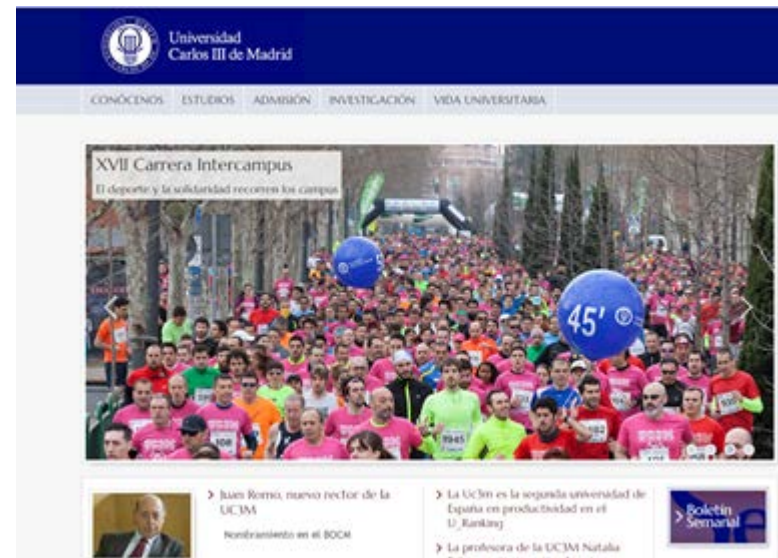 Universidad
Carlos III de Madrid
CONÓCENOS ESTUDIOS ADMISIÓN INVESTIGACIÓN VIDA UNIVERSITARIA
XVII Carrera Intercampus
El deporte y la solidaridad recorren los campus
45'
1945
108
> Juan Romo, nuevo rector de la
UC3M
Nombramiento en el BOCM
> La Uc3m es la segunda universidad de
España en productividad en el
U_Ranking
> La profesora de la UC3M Natalia
> Boletín
Semanal